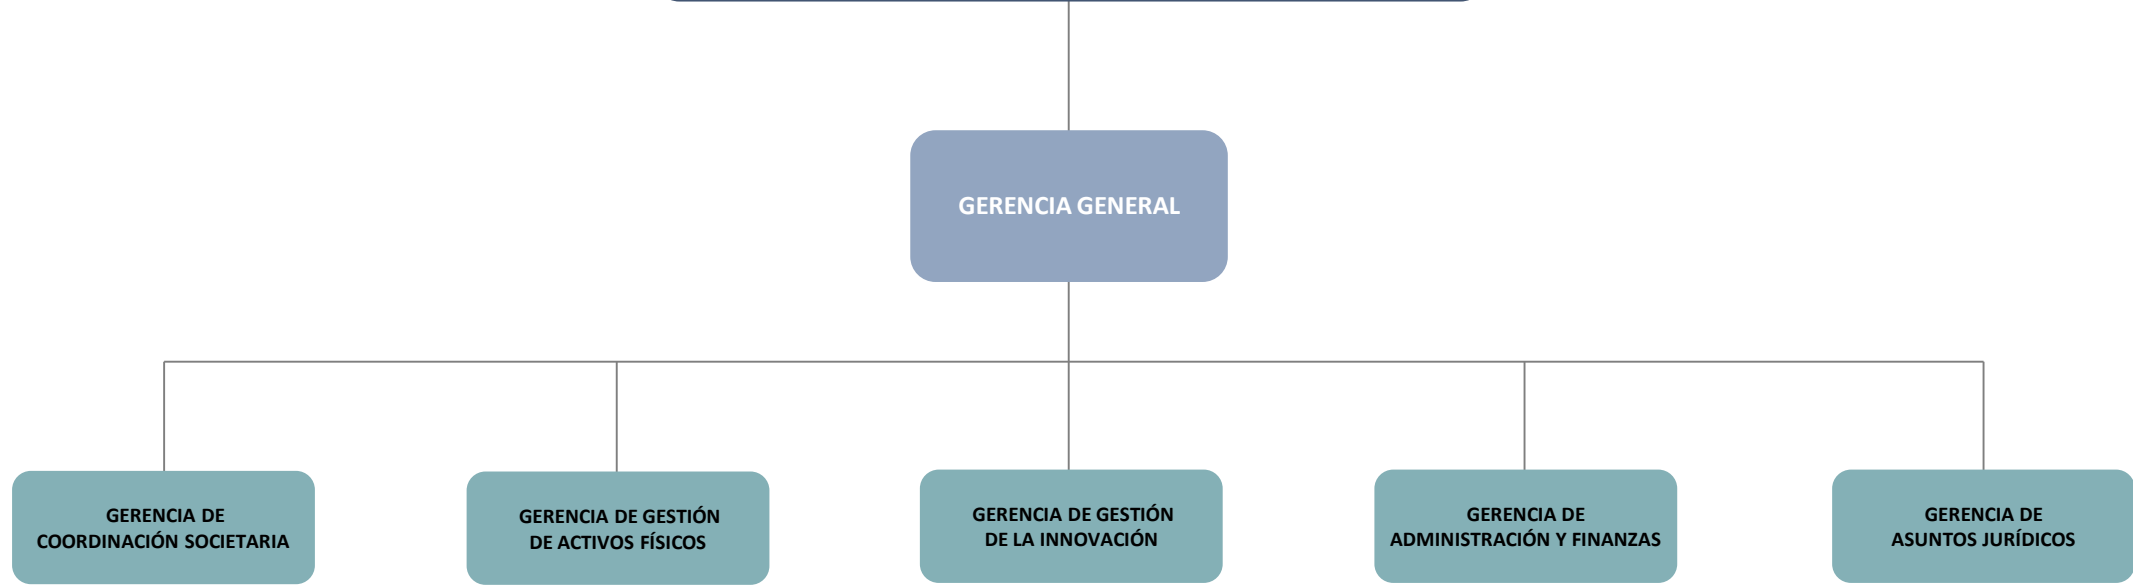 GERENCIA GENERAL
GERENCIA DE
COORDINACIÓN SOCIETARIA
GERENCIA DE GESTIÓN
DE ACTIVOS FÍSICOS
GERENCIA DE GESTIÓN
DE LA INNOVACIÓN
GERENCIA DE
ADMINISTRACIÓN Y FINANZAS
GERENCIA DE
ASUNTOS JURÍDICOS